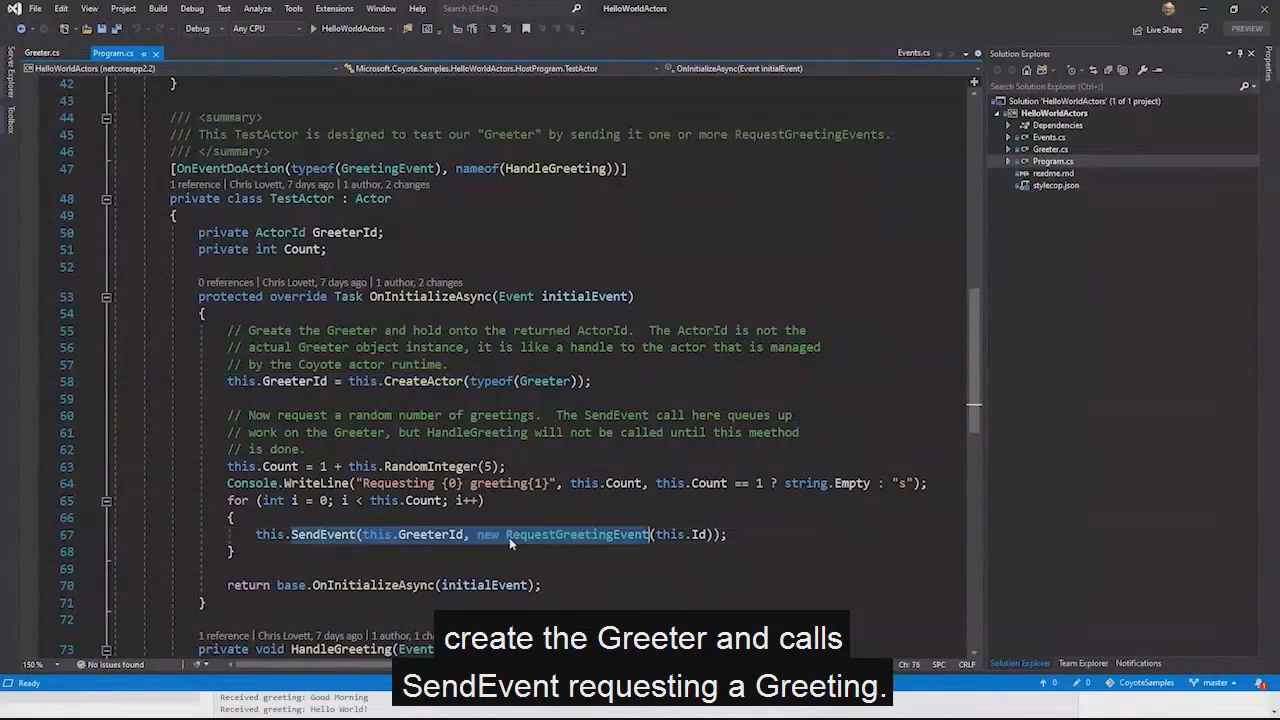 File Edit View Project Build Debug Test Analyze Tools Extensions Window Help Search (Ctrl+Q) HelloWorldActors
Debug Any CPU HelloWorldActors Live Share PREVIEW
Server Explorer
Toolbox
Properties
Greeter.cs Program.cs Events.cs
HelloWorldActors (netcoreapp2.2) Microsoft.Coyote.Samples.HelloWorldActors.HostProgram.TestActor OnInitializeAsync(Event initialEvent)
42 }
43
44 /// <summary>
45 /// This TestActor is designed to test our "Greeter" by sending it one or more RequestGreetingEvents.
46 /// </summary>
47 [OnEventDoAction(typeof(GreetingEvent), nameof(HandleGreeting))]
1 reference | Chris Lovett, 7 days ago | 1 author, 2 changes
48 private class TestActor : Actor
49 {
50 private ActorId GreeterId;
51 private int Count;
52
0 references | Chris Lovett, 7 days ago | 1 author, 2 changes
53 protected override Task OnInitializeAsync(Event initialEvent)
54 {
55 // Create the Greeter and hold onto the returned ActorId.  The ActorId is not the
56 // actual Greeter object instance, it is like a handle to the actor that is managed
57 // by the Coyote actor runtime.
58 this.GreeterId = this.CreateActor(typeof(Greeter));
59
60 // Now request a random number of greetings.  The SendEvent call here queues up
61 // work on the Greeter, but HandleGreeting will not be called until this meethod
62 // is done.
63 this.Count = 1 + this.RandomInteger(5);
64 Console.WriteLine("Requesting {0} greeting{1}", this.Count, this.Count == 1 ? string.Empty : "s");
65 for (int i = 0; i < this.Count; i++)
66 {
67 this.SendEvent(this.GreeterId, new RequestGreetingEvent(this.Id));
68 }
69
70 return base.OnInitializeAsync(initialEvent);
71 }
72
1 reference | Chris Lovett, 7 days ago | 1 author,
73 private void HandleGreeting(Event
Solution Explorer
Search Solution Explorer (Ctrl+;)
Solution 'HelloWorldActors' (1 of 1 project)
HelloWorldActors
Dependencies
Events.cs
Greeter.cs
Program.cs
readme.md
stylecop.json
150 % No issues found Ch: 76 SPC CRLF
Solution Explorer Team Explorer Notifications
Ready 0 0 CoyoteSamples master 1
Received greeting: Good Morning
Received greeting: Hello World!
create the Greeter and calls
SendEvent requesting a Greeting.